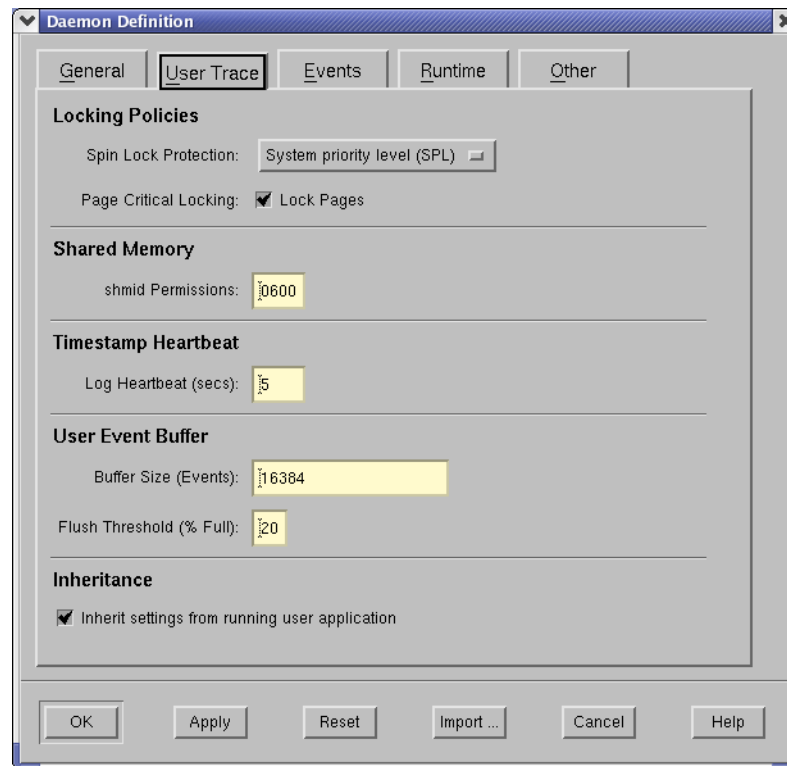 Daemon Definition
General User Trace Events Runtime Other
Locking Policies
Spin Lock Protection: System priority level (SPL)
Page Critical Locking: Lock Pages
Shared Memory
shmid Permissions: 0600
Timestamp Heartbeat
Log Heartbeat (secs): 5
User Event Buffer
Buffer Size (Events): 16384
Flush Threshold (% Full): 20
Inheritance
Inherit settings from running user application
OK Apply Reset Import ... Cancel Help